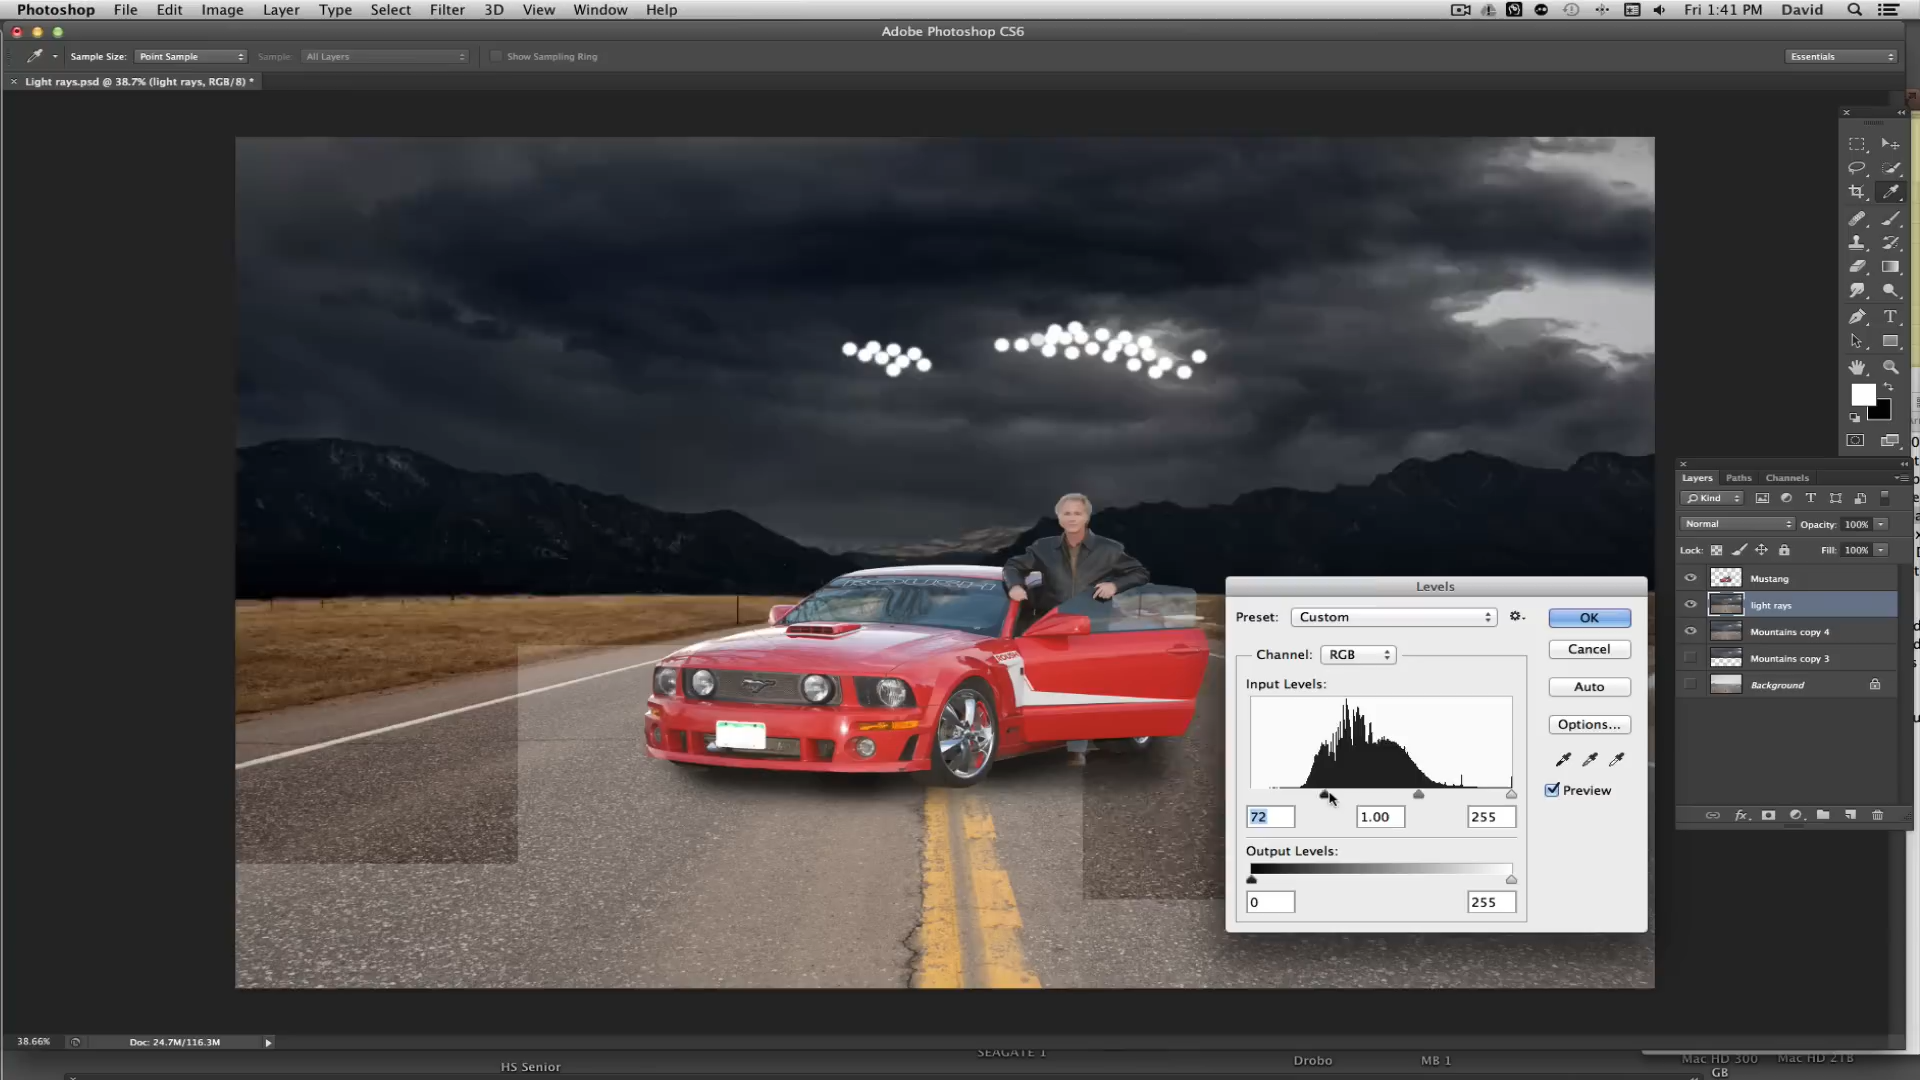 Photoshop File Edit Image Layer Type Select Filter 3D View Window Help Fri 1:41 PM David
Adobe Photoshop CS6
Sample Size: Point Sample Sample: All Layers Show Sampling Ring Essentials
× Light rays.psd @ 38.7% (light rays, RGB/8) *
Layers Paths Channels
Kind
Normal Opacity: 100%
Lock: Fill: 100%
Mustang
light rays
Mountains copy 4
Mountains copy 3
Background
Levels
Preset: Custom OK
Cancel
Channel: RGB
Input Levels: Auto
Options...
Preview
72 1.00 255
Output Levels:
0 255
ROUSH
38.66% Doc: 24.7M/116.3M
SEAGATE 1
HS Senior Drobo MB 1 Mac HD 300 GB Mac HD 2TB